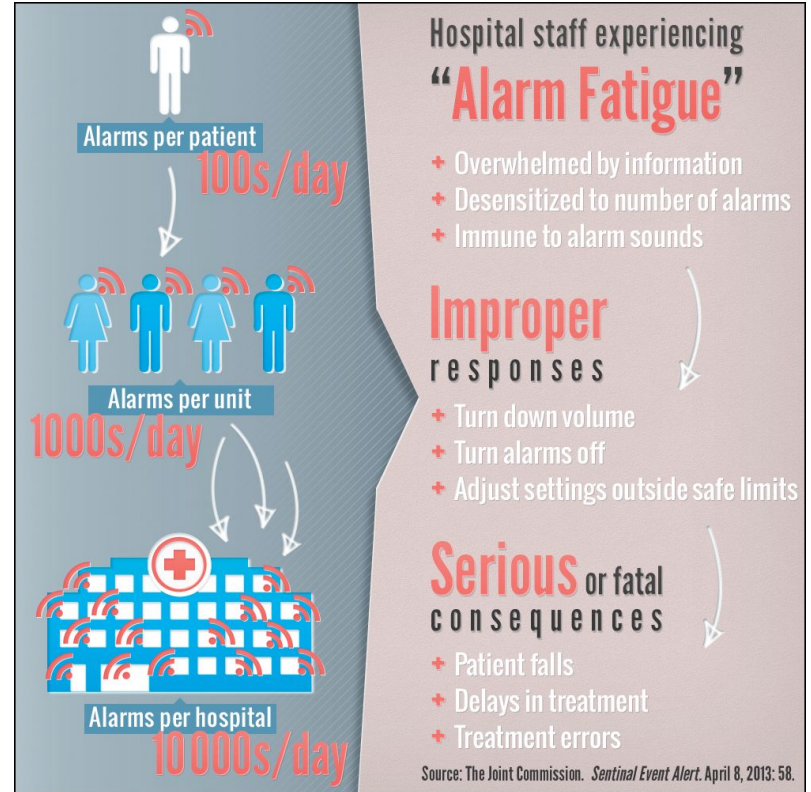 Alarms per patient
100s/day
Alarms per unit
1000s/day
Alarms per hospital
10000s/day
Hospital staff experiencing
“Alarm Fatigue”
+ Overwhelmed by information
+ Desensitized to number of alarms
+ Immune to alarm sounds
Improper
responses
+ Turn down volume
+ Turn alarms off
+ Adjust settings outside safe limits
Serious or fatal
consequences
+ Patient falls
+ Delays in treatment
+ Treatment errors
Source: The Joint Commission. Sentinal Event Alert. April 8, 2013: 58.